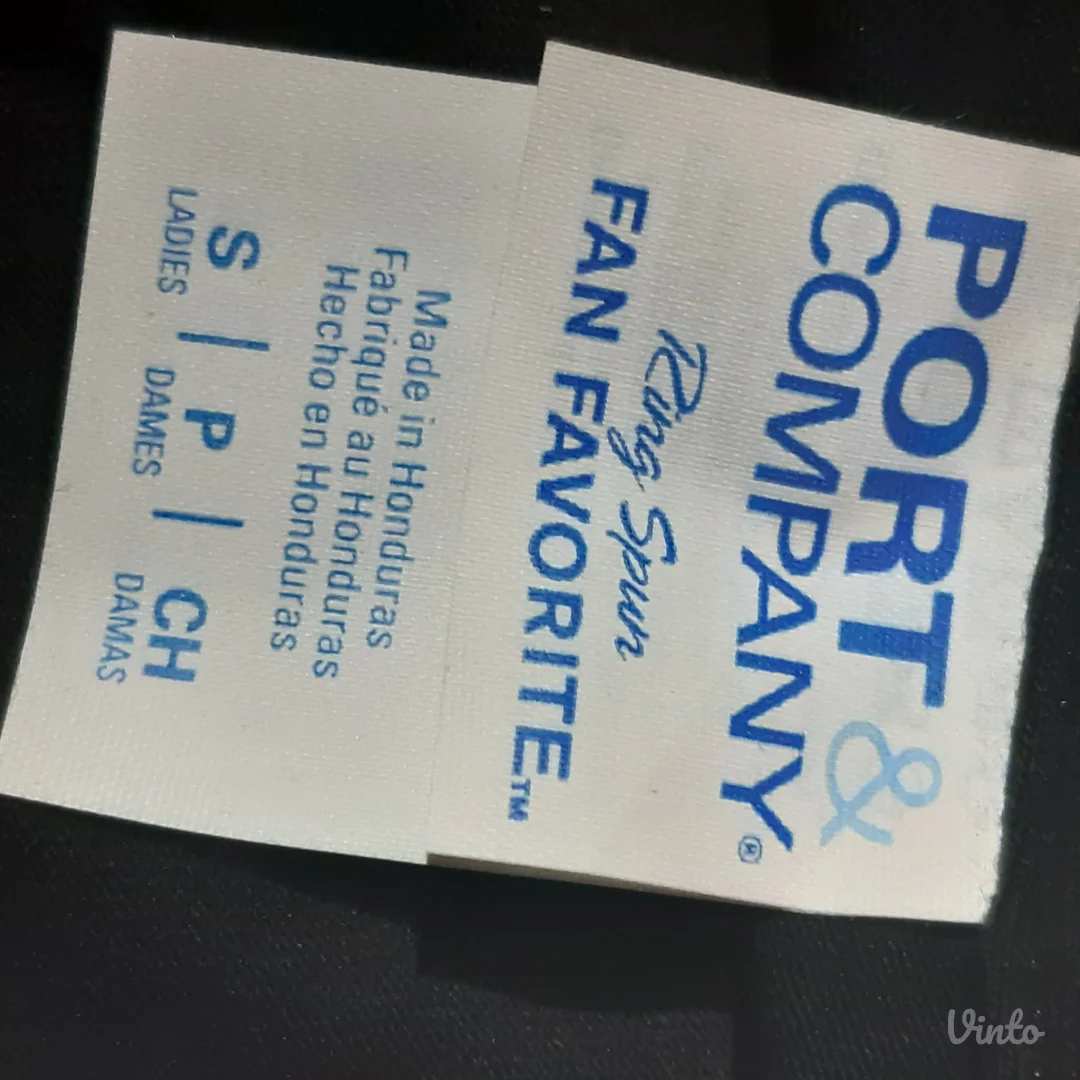 PORT &
COMPANY®
Ring Spun
FAN FAVORITE™
Made in Honduras
Fabriqué au Honduras
Hecho en Honduras
S | P | CH
LADIES DAMES DAMAS
Vinto